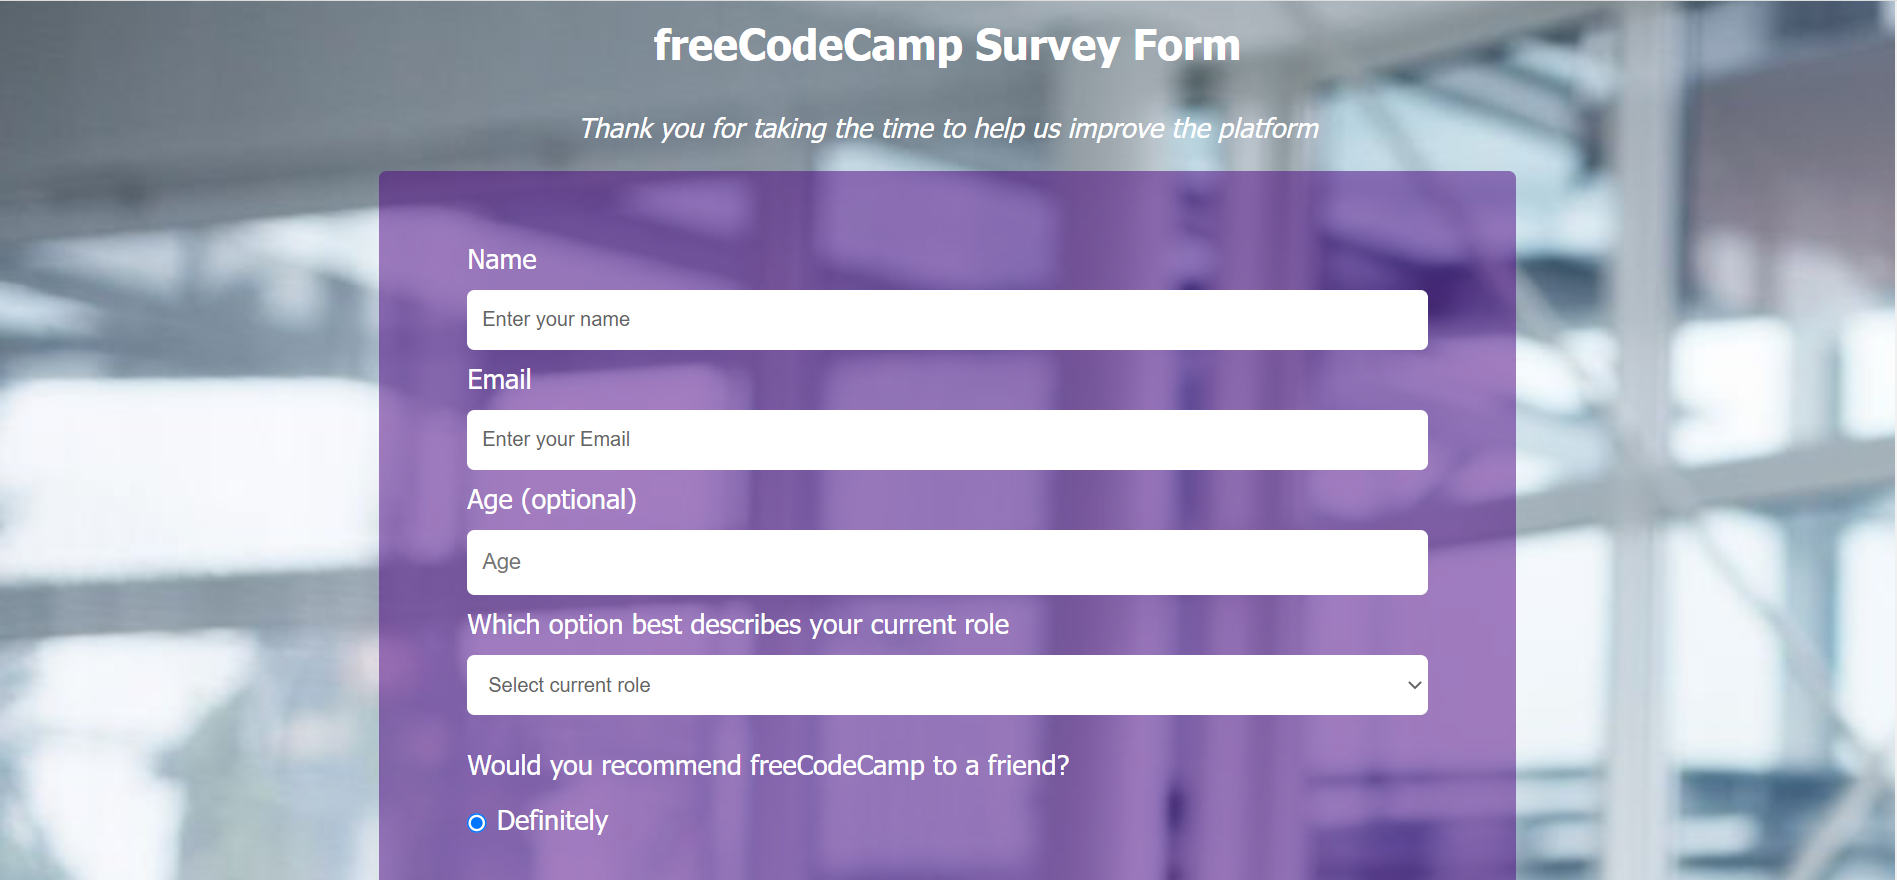 freeCodeCamp Survey Form
Thank you for taking the time to help us improve the platform
Name
Enter your name
Email
Enter your Email
Age (optional)
Age
Which option best describes your current role
Select current role
Would you recommend freeCodeCamp to a friend?
Definitely